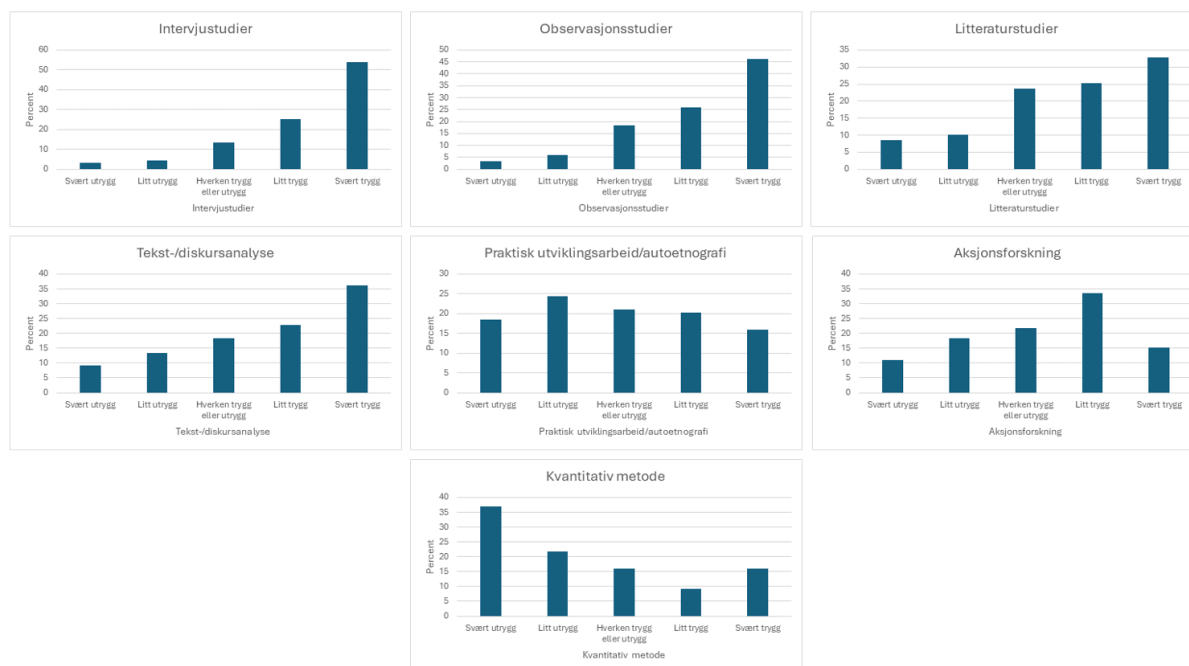 Intervjustudier
60
50
40
30
20
10
0
Percent
Svært utrygg
Litt utrygg
Hverken trygg
eller utrygg
Litt trygg
Svært trygg
Intervjustudier
Observasjonsstudier
50
45
40
35
30
25
20
15
10
5
0
Percent
Svært utrygg
Litt utrygg
Hverken trygg
eller utrygg
Litt trygg
Svært trygg
Observasjonsstudier
Litteraturstudier
35
30
25
20
15
10
5
0
Percent
Svært utrygg
Litt utrygg
Hverken trygg
eller utrygg
Litt trygg
Svært trygg
Litteraturstudier
Tekst-/diskursanalyse
40
35
30
25
20
15
10
5
0
Percent
Svært utrygg
Litt utrygg
Hverken trygg
eller utrygg
Litt trygg
Svært trygg
Tekst-/diskursanalyse
Praktisk utviklingsarbeid/autoetnografi
30
25
20
15
10
5
0
Percent
Svært utrygg
Litt utrygg
Hverken trygg
eller utrygg
Litt trygg
Svært trygg
Praktisk utviklingsarbeid/autoetnografi
Aksjonsforskning
40
35
30
25
20
15
10
5
0
Percent
Svært utrygg
Litt utrygg
Hverken trygg
eller utrygg
Litt trygg
Svært trygg
Aksjonsforskning
Kvantitativ metode
40
35
30
25
20
15
10
5
0
Percent
Svært utrygg
Litt utrygg
Hverken trygg
eller utrygg
Litt trygg
Svært trygg
Kvantitativ metode